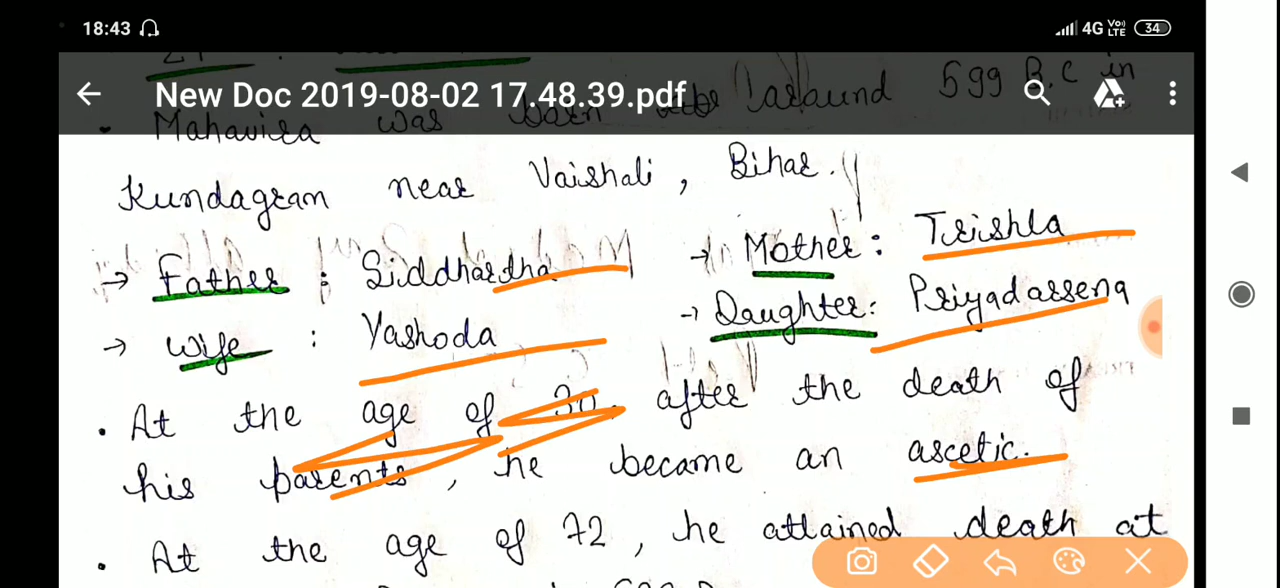 18:43 4G VoLTE 34
New Doc 2019-08-02 17.48.39.pdf
599 B.C in
• Mahavira was born around
Kundagram near Vaishali, Bihar.
→ Father : Siddhartha → Mother : Trishla
→ Wife : Yashoda → Daughter : Priyadarsena
• At the age of 30, after the death of
his parents, he became an ascetic.
• At the age of 72, he attained death at